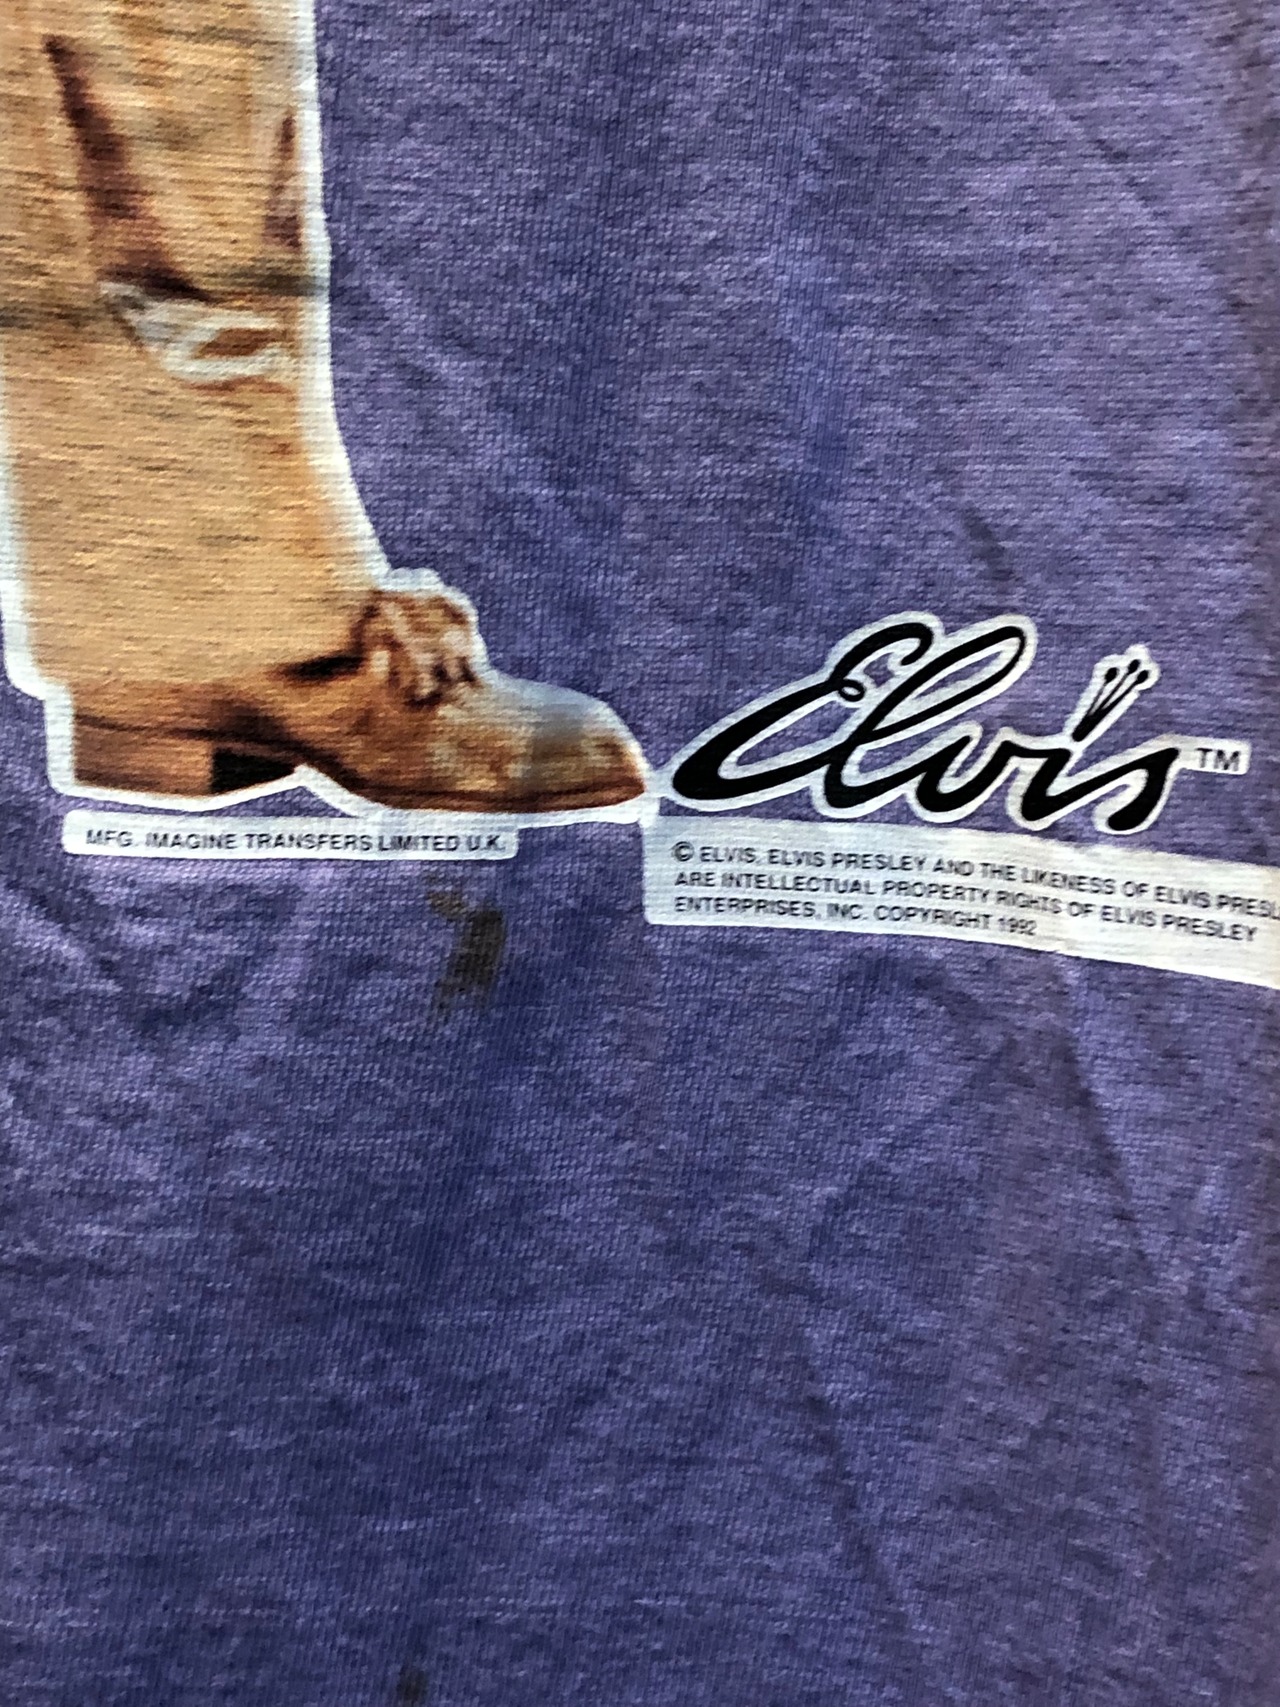 Elvis™
MFG. IMAGINE TRANSFERS LIMITED U.K.
© ELVIS, ELVIS PRESLEY AND THE LIKENESS OF ELVIS
ARE INTELLECTUAL PROPERTY RIGHTS OF ELVIS PRESLEY
ENTERPRISES, INC. COPYRIGHT 1992